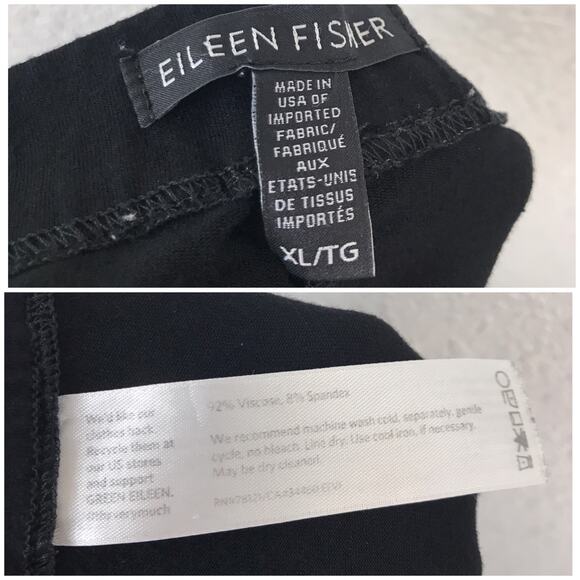 EILEEN FISHER
MADE IN
USA OF
IMPORTED
FABRIC/
FABRIQUÉ
AUX
ETATS-UNIS
DE TISSUS
IMPORTÉS
XL/TG
We'd like our
clothes back.
Recycle them at
our US stores
and support
GREEN EILEEN.
92% Viscose, 8% Spandex
We recommend machine wash cold, separately, gentle
cycle, no bleach. Line dry. Use cool iron, if necessary.
May be dry cleaned.